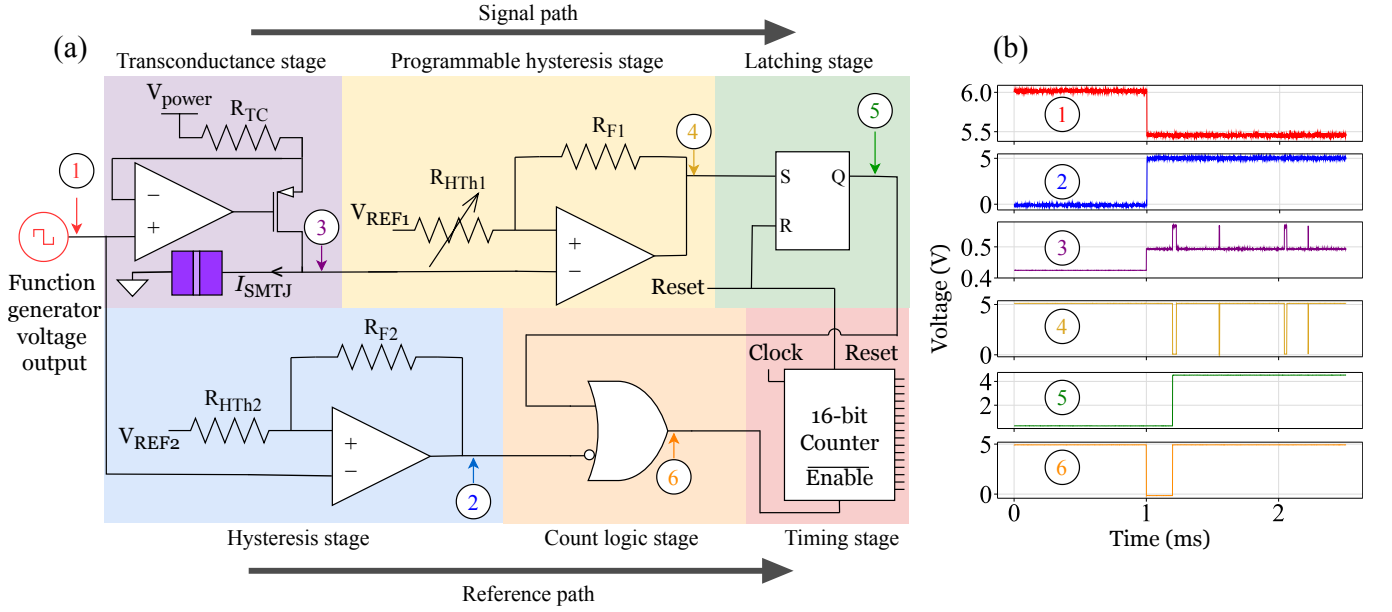 Signal path
(a)
Transconductance stage
Programmable hysteresis stage
Latching stage
V_power
R_TC
−
+
1
Function
generator
voltage
output
3
I_SMTJ
V_REF1
R_HTh1
R_F1
+
−
4
5
S
Q
R
Reset
R_F2
R_HTh2
V_REF2
+
−
2
6
Clock
Reset
16-bit
Counter
Enable
Hysteresis stage
Count logic stage
Timing stage
Reference path
(b)
Voltage (V)
6.0
5.5
1
5
0
2
0.5
0.4
3
5
0
4
4
2
5
5
0
6
0
1
2
Time (ms)